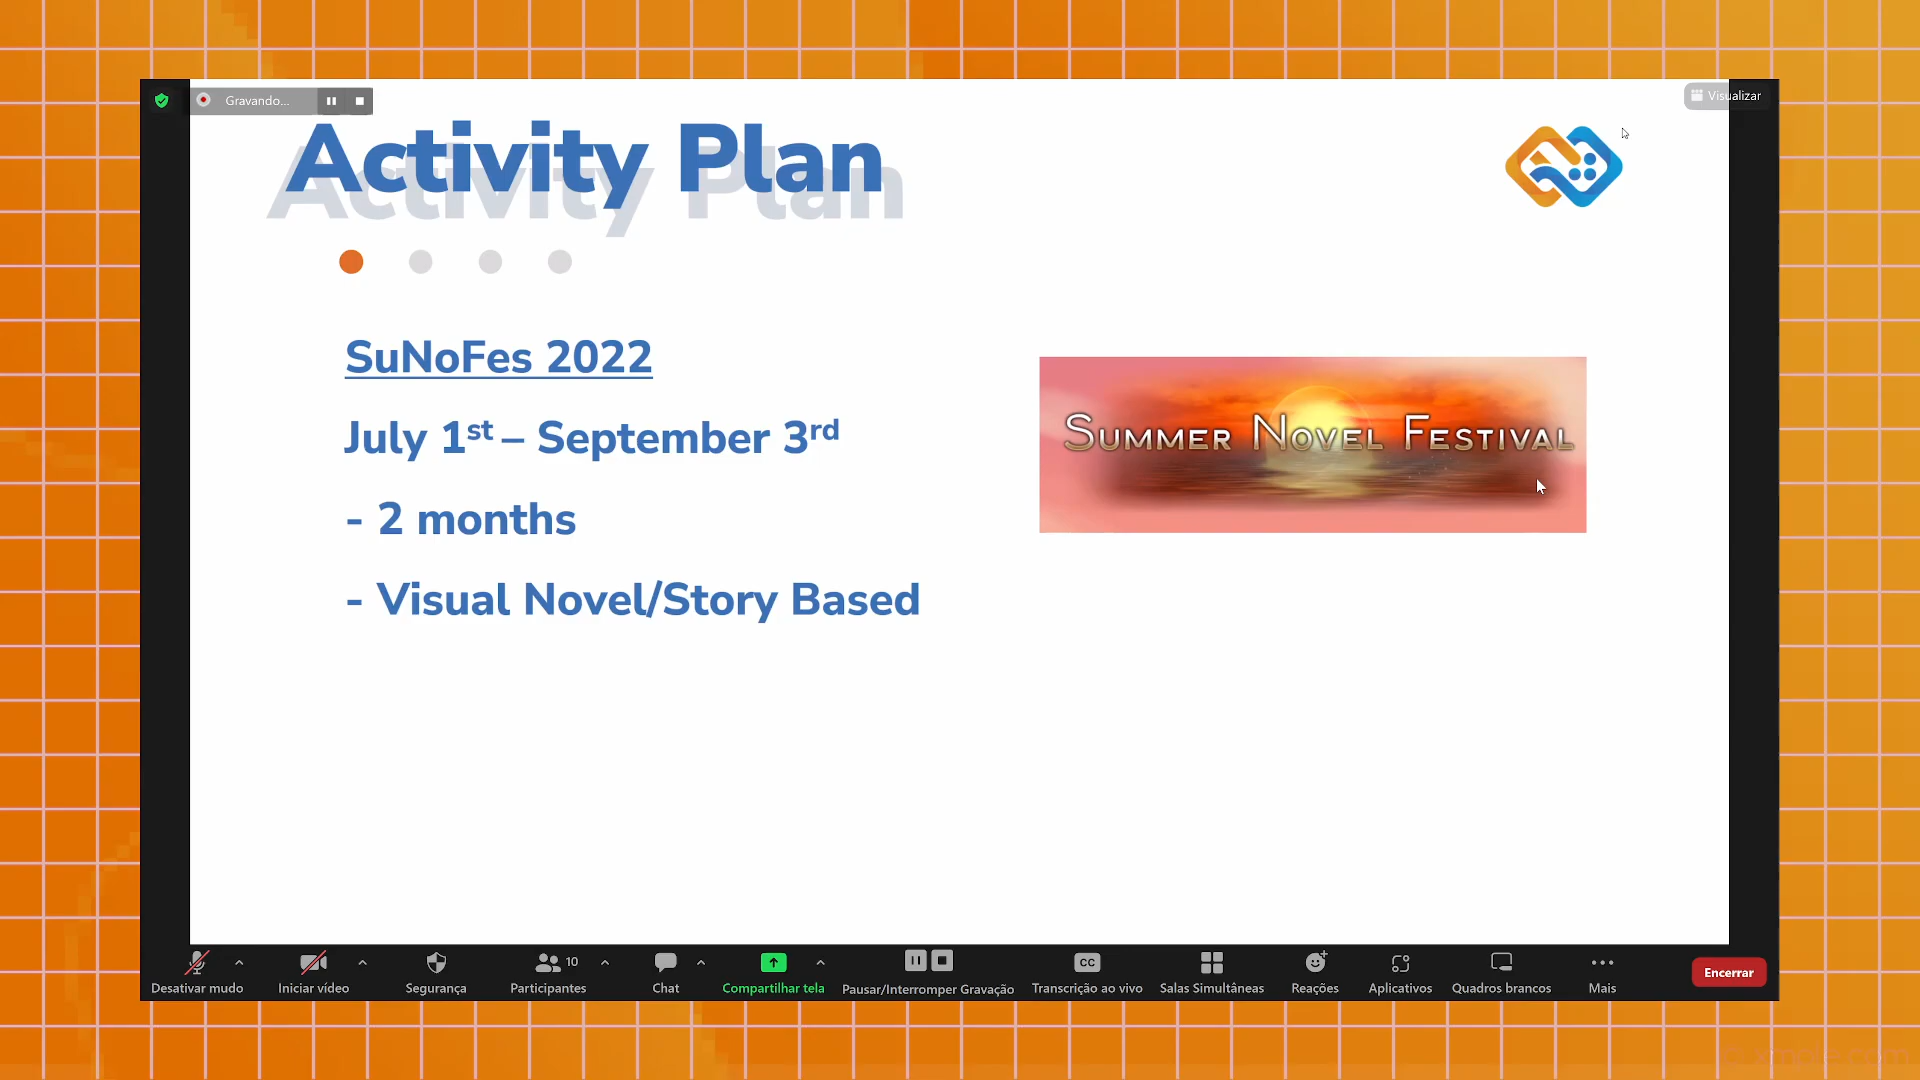 Gravando...
Visualizar
Activity Plan
SuNoFes 2022
July 1st – September 3rd
- 2 months
- Visual Novel/Story Based
SUMMER NOVEL FESTIVAL
Desativar mudo
Iniciar vídeo
Segurança
10
Participantes
Chat
Compartilhar tela
Pausar/Interromper Gravação
CC
Transcrição ao vivo
Salas Simultâneas
Reações
Aplicativos
Quadros brancos
Mais
Encerrar